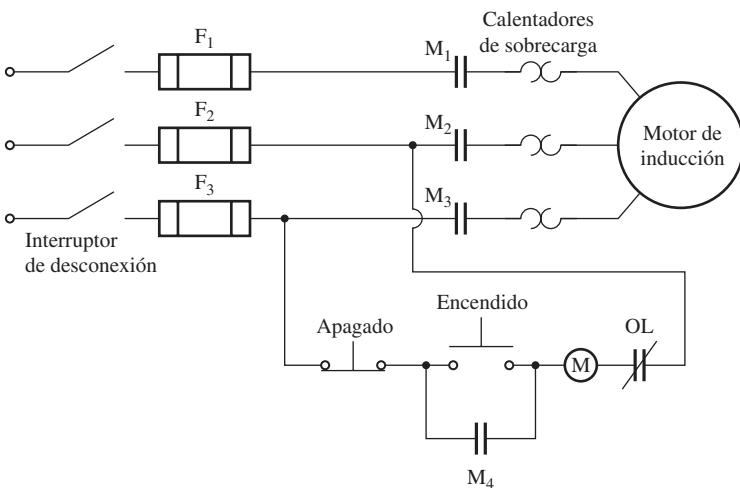 Calentadores
de sobrecarga
F1
M1
F2
M2
Motor de
inducción
F3
M3
Interruptor
de desconexión
Encendido
Apagado
OL
M
M4